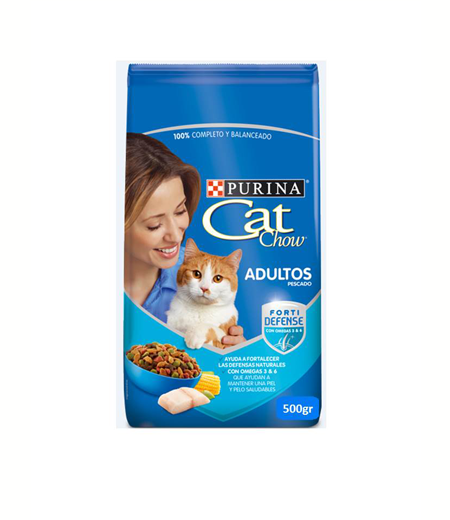 100% COMPLETO Y BALANCEADO
PURINA®
Cat
Chow
ADULTOS
PESCADO
FORTI
DEFENSE
CON OMEGAS 3 & 6
AYUDA A FORTALECER
LAS DEFENSAS NATURALES
CON OMEGAS 3 & 6
QUE AYUDAN A
MANTENER UNA PIEL
Y PELO SALUDABLES
500gr